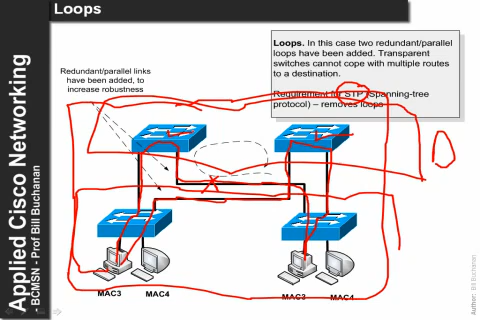 Loops
Loops. In this case two redundant/parallel
loops have been added. Transparent
switches cannot cope with multiple routes
to a destination.
Requirement for STP (Spanning-tree
protocol) – removes loops
Redundant/parallel links
have been added, to
increase robustness
MAC3
MAC4
MAC3
MAC4
Applied Cisco Networking
- BCMSN - Prof Bill Buchanan
Author: Bill Buchanan